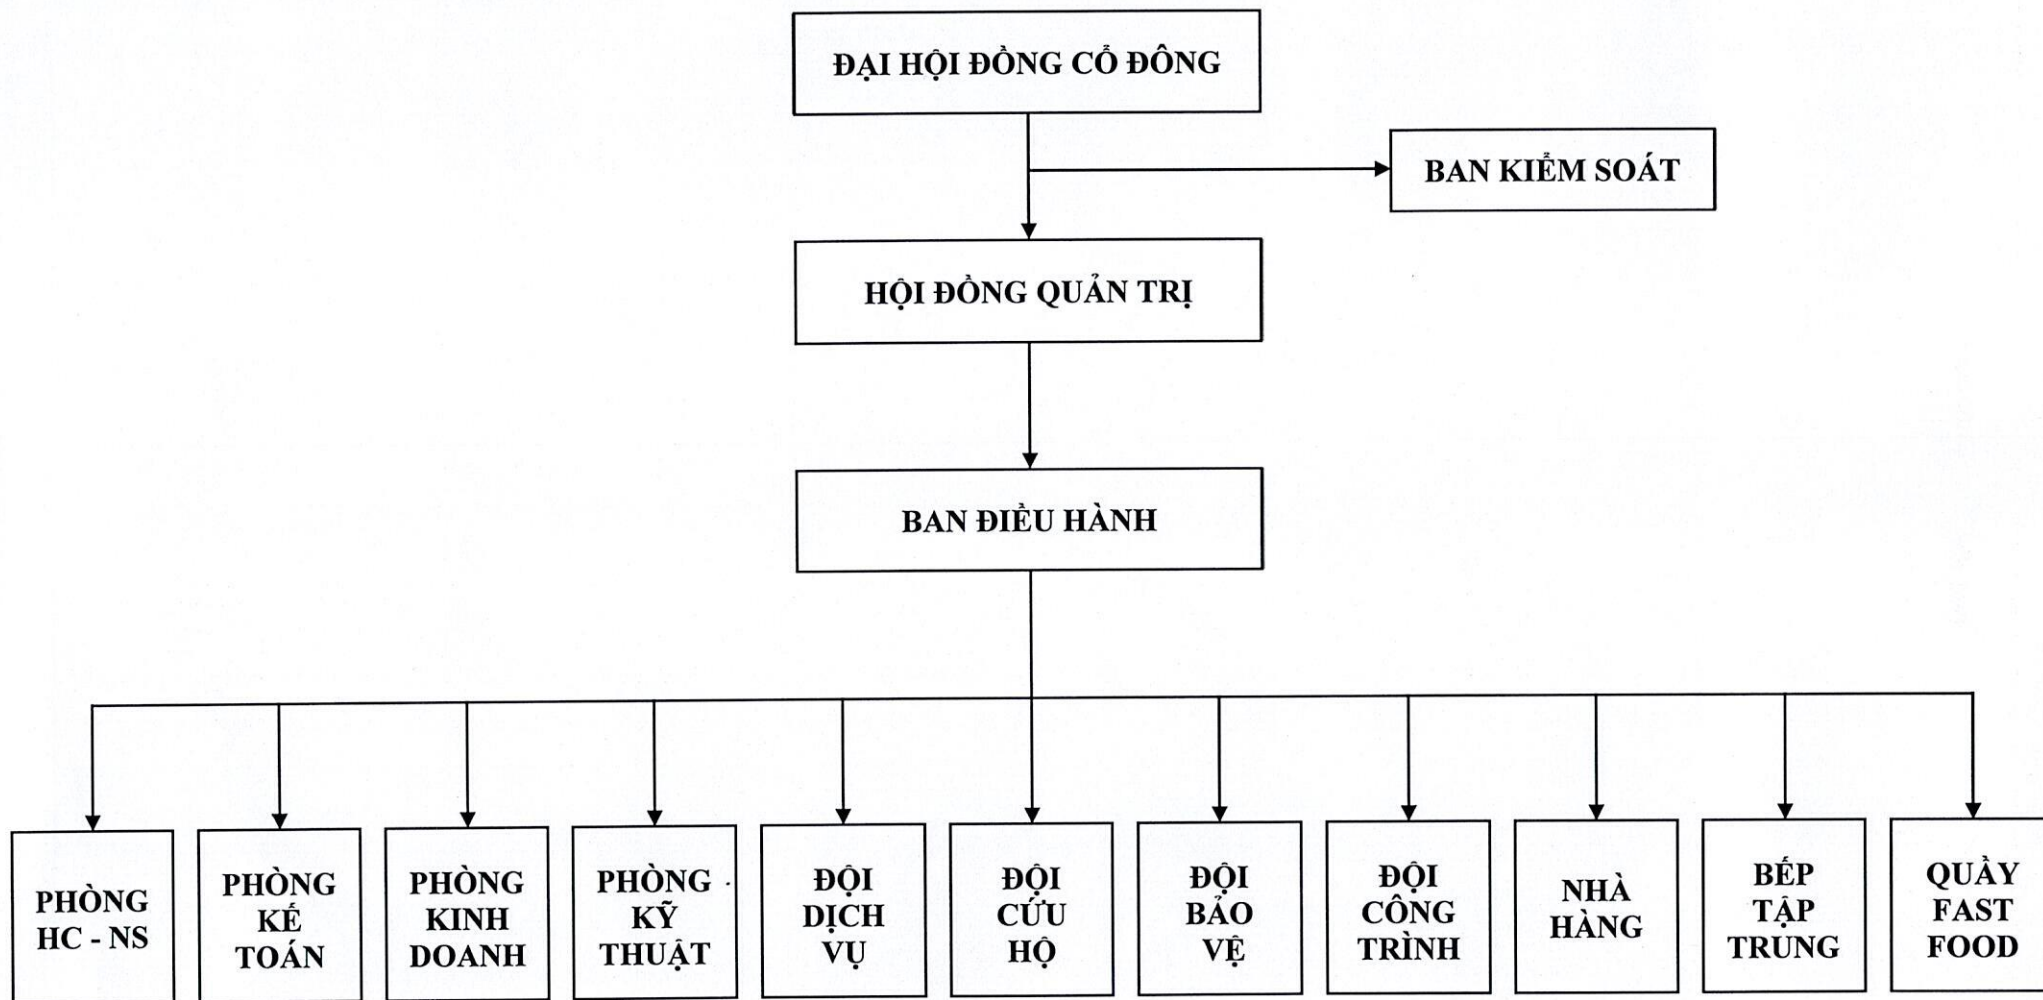 ĐẠI HỘI ĐỒNG CỔ ĐÔNG
BAN KIỂM SOÁT
HỘI ĐỒNG QUẢN TRỊ
BAN ĐIỀU HÀNH
PHÒNG
HC - NS
PHÒNG
KẾ
TOÁN
PHÒNG
KINH
DOANH
PHÒNG
KỸ
THUẬT
ĐỘI
DỊCH
VỤ
ĐỘI
CỨU
HỘ
ĐỘI
BẢO
VỆ
ĐỘI
CÔNG
TRÌNH
NHÀ
HÀNG
BẾP
TẬP
TRUNG
QUẦY
FAST
FOOD